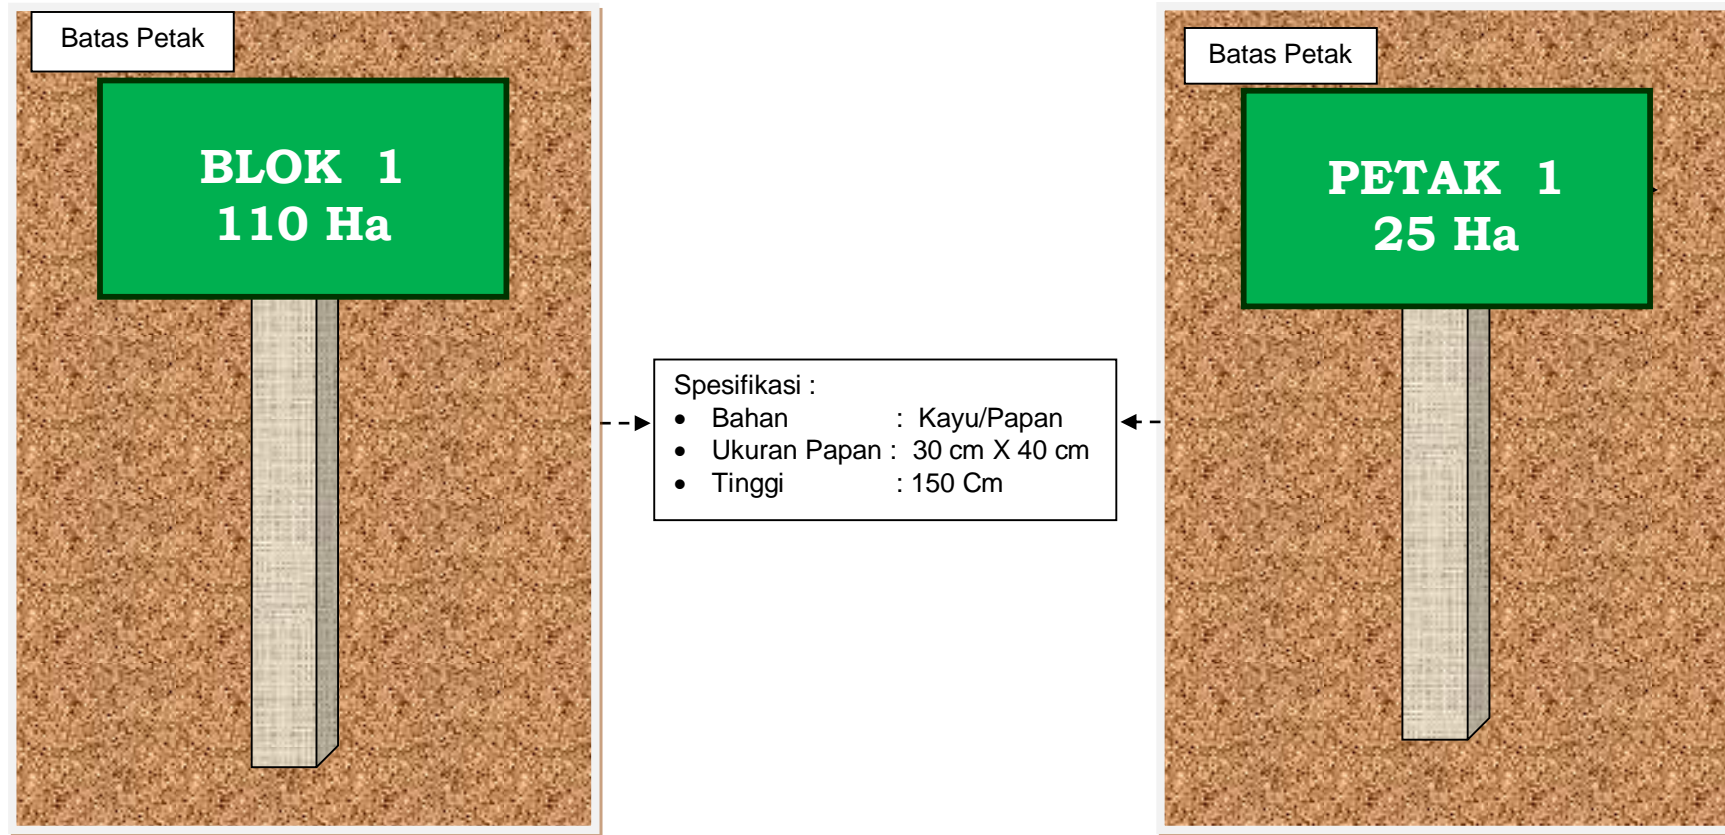 Batas Petak
BLOK 1
110 Ha
Spesifikasi :
• Bahan : Kayu/Papan
• Ukuran Papan : 30 cm X 40 cm
• Tinggi : 150 Cm
Batas Petak
PETAK 1
25 Ha